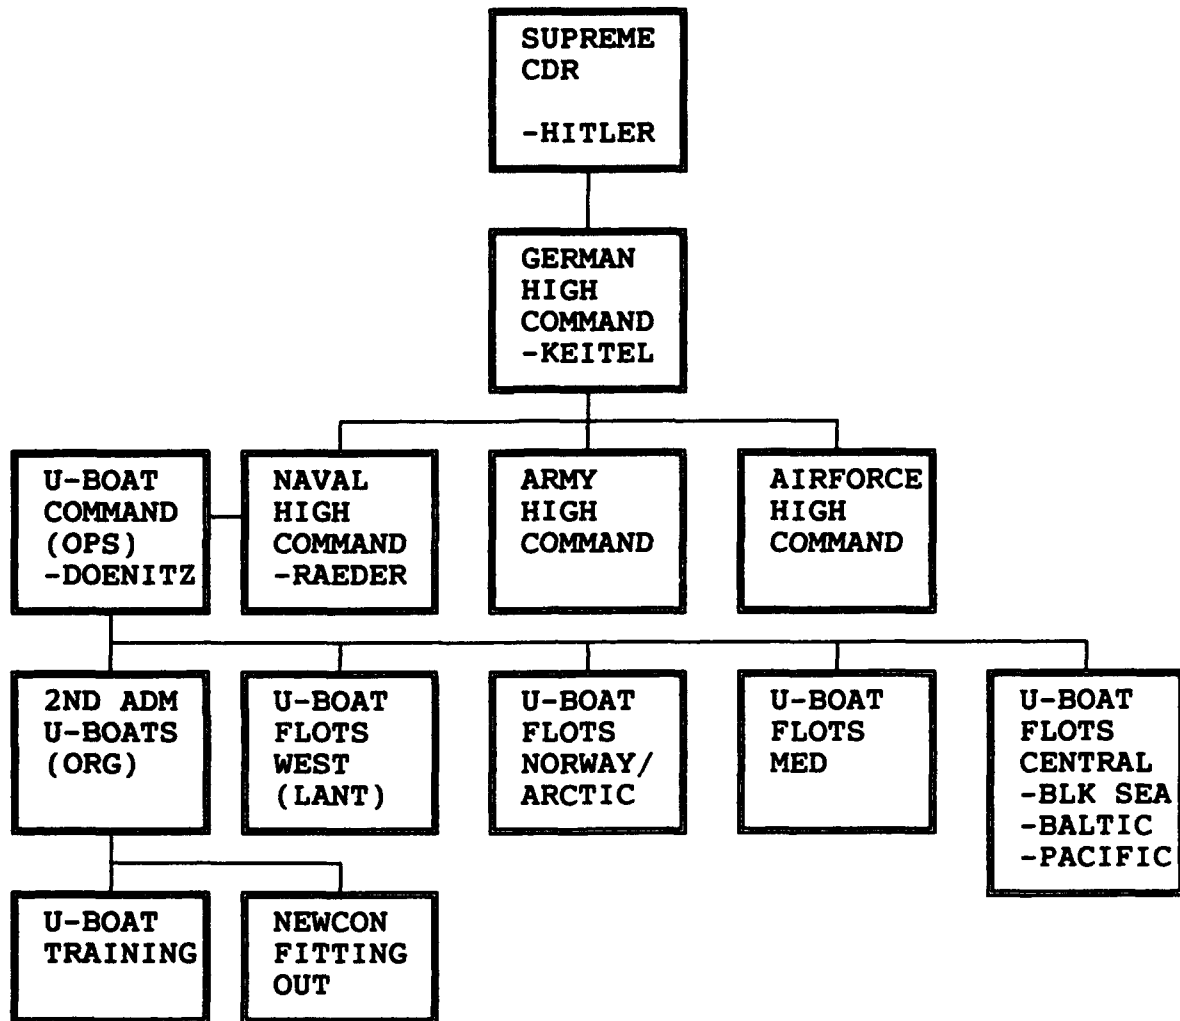 SUPREME
CDR
-HITLER
GERMAN
HIGH
COMMAND
-KEITEL
U-BOAT
COMMAND
(OPS)
-DOENITZ
NAVAL
HIGH
COMMAND
-RAEDER
ARMY
HIGH
COMMAND
AIRFORCE
HIGH
COMMAND
2ND ADM
U-BOATS
(ORG)
U-BOAT
FLOTS
WEST
(LANT)
U-BOAT
FLOTS
NORWAY/
ARCTIC
U-BOAT
FLOTS
MED
U-BOAT
FLOTS
CENTRAL
-BLK SEA
-BALTIC
-PACIFIC
U-BOAT
TRAINING
NEWCON
FITTING
OUT